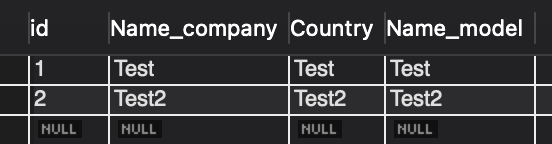 id Name_company Country Name_model
1 Test Test Test
2 Test2 Test2 Test2
NULL NULL NULL NULL